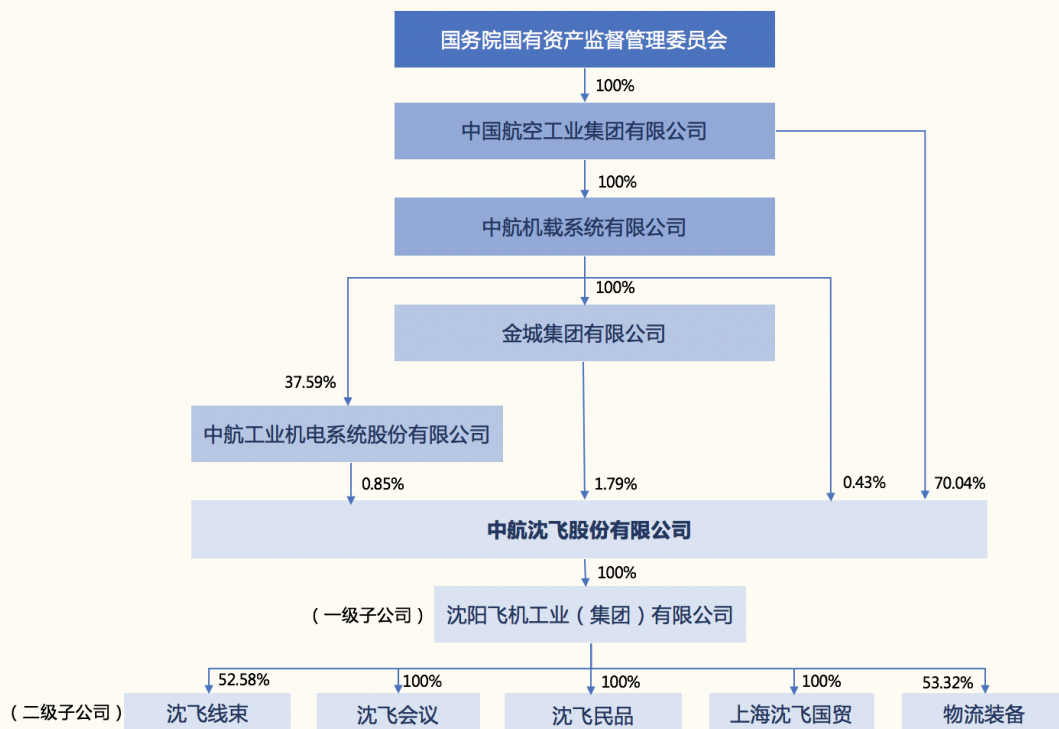 国务院国有资产监督管理委员会
100%
中国航空工业集团有限公司
100%
中航机载系统有限公司
100%
金城集团有限公司
37.59%
中航工业机电系统股份有限公司
0.85%
1.79%
0.43%
70.04%
中航沈飞股份有限公司
100%
（一级子公司）
沈阳飞机工业（集团）有限公司
52.58%
100%
100%
100%
53.32%
（二级子公司）
沈飞线束
沈飞会议
沈飞民品
上海沈飞国贸
物流装备